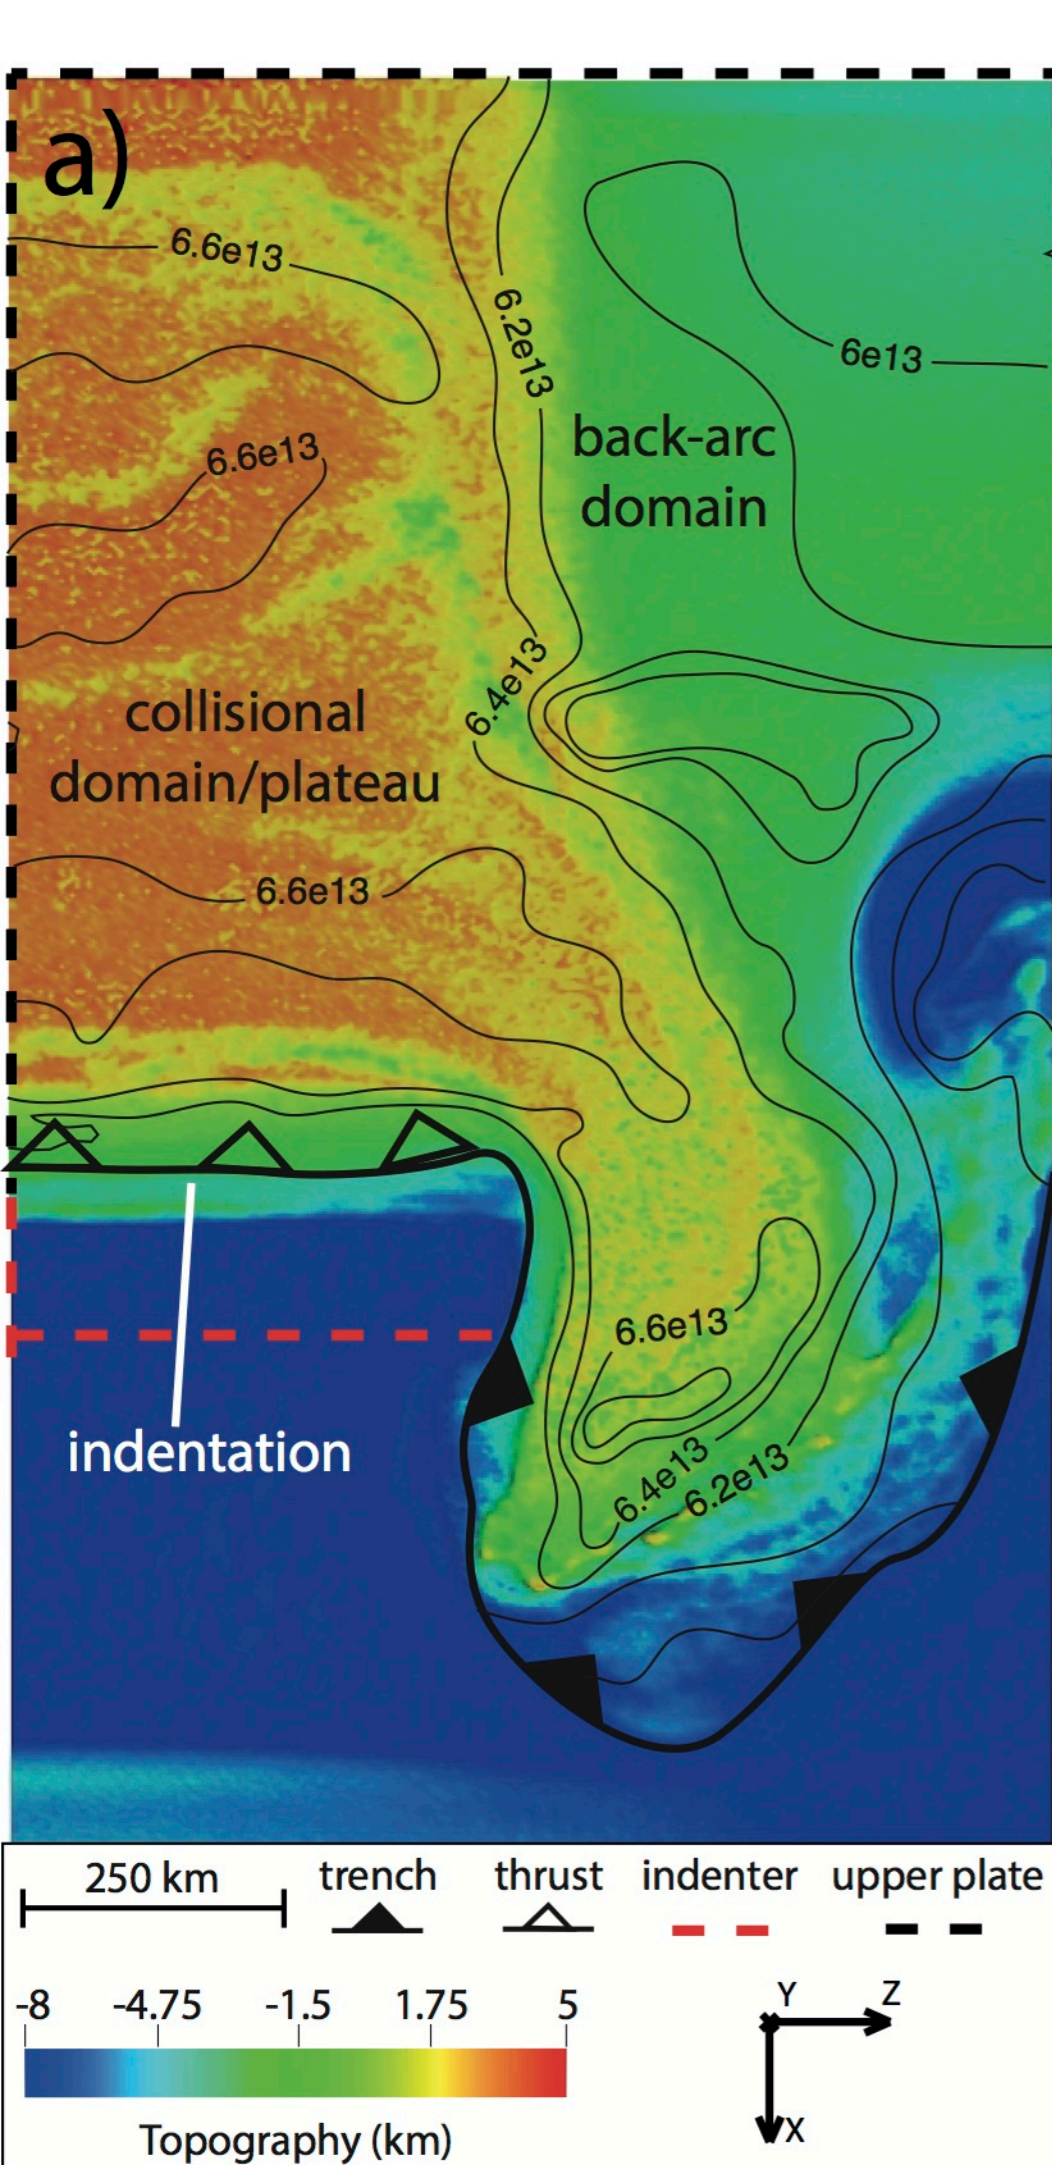 a)
6.6e13
6.2e13
6e13
back-arc
domain
6.6e13
6.4e13
collisional
domain/plateau
6.6e13
6.6e13
indentation
6.4e13
6.2e13
250 km
trench
thrust
indenter
upper plate
-8 -4.75 -1.5 1.75 5
Topography (km)
Y
Z
X